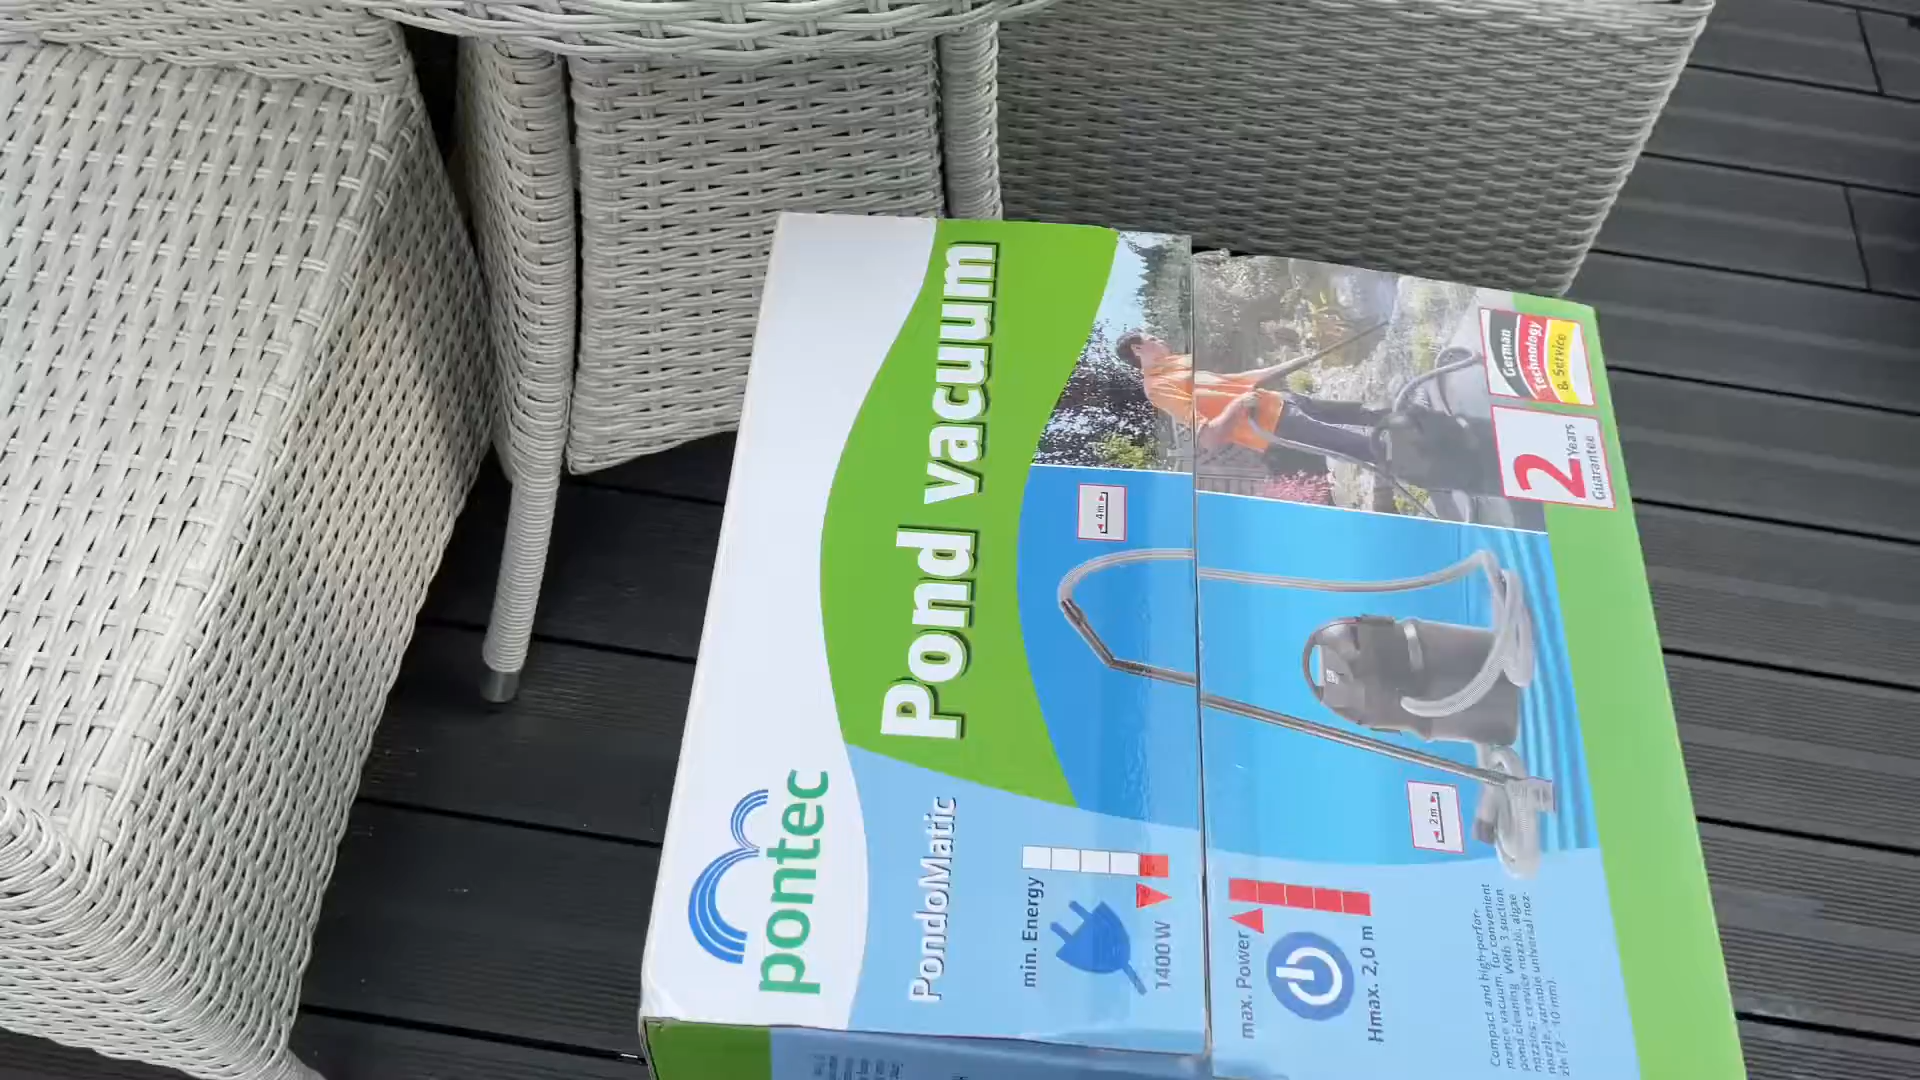 pontec
Pond vacuum
PondoMatic
min. Energy
1400 W
max. Power
Hmax. 2,0 m
4m
2m
German
Technology
& Service
2 Years
Guarantee
Compact and high-perfor-
mance vacuum, for convenient
pond cleaning. With 3 suction
nozzles: crevice nozzle, algae
nozzle, variable universal noz-
zle (2 - 10 mm).